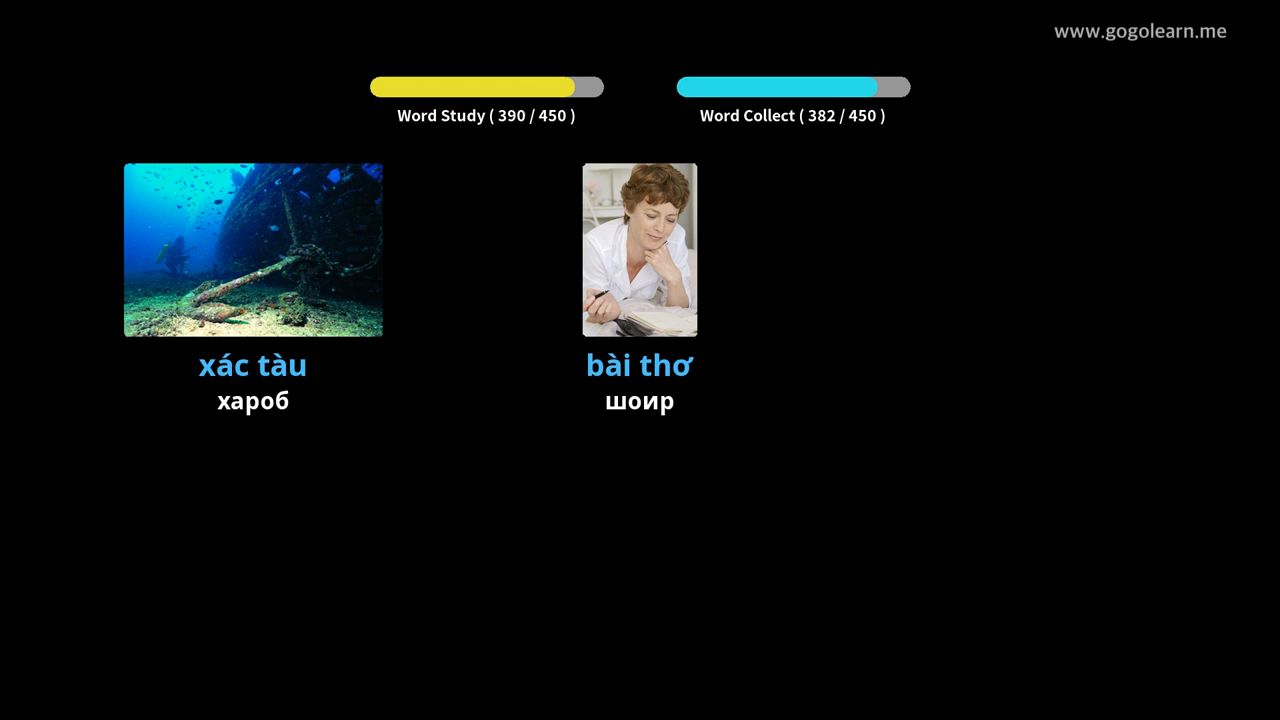 www.gogolearn.me
Word Study ( 390 / 450 )
Word Collect ( 382 / 450 )
xác tàu
хароб
bài thơ
шоир